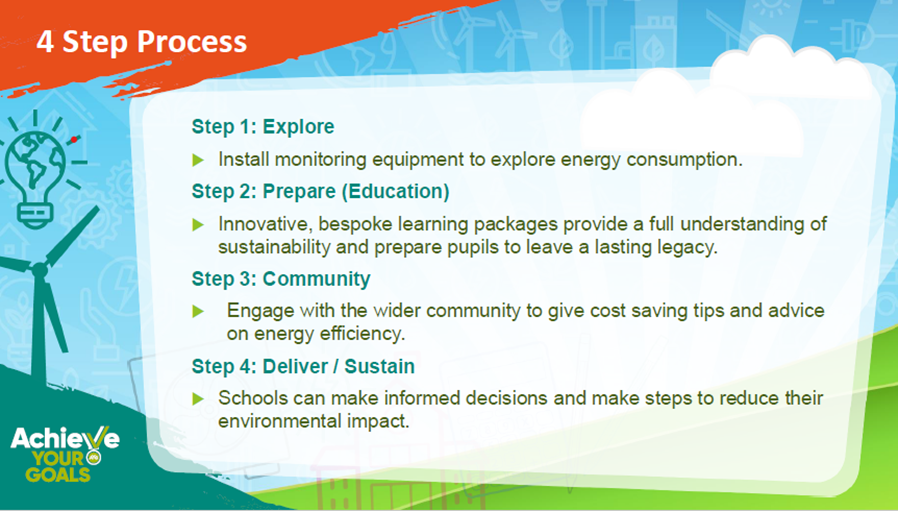 4 Step Process
Step 1: Explore
Install monitoring equipment to explore energy consumption.
Step 2: Prepare (Education)
Innovative, bespoke learning packages provide a full understanding of
sustainability and prepare pupils to leave a lasting legacy.
Step 3: Community
Engage with the wider community to give cost saving tips and advice
on energy efficiency.
Step 4: Deliver / Sustain
Schools can make informed decisions and make steps to reduce their
environmental impact.
Achieve
YOUR
GOALS